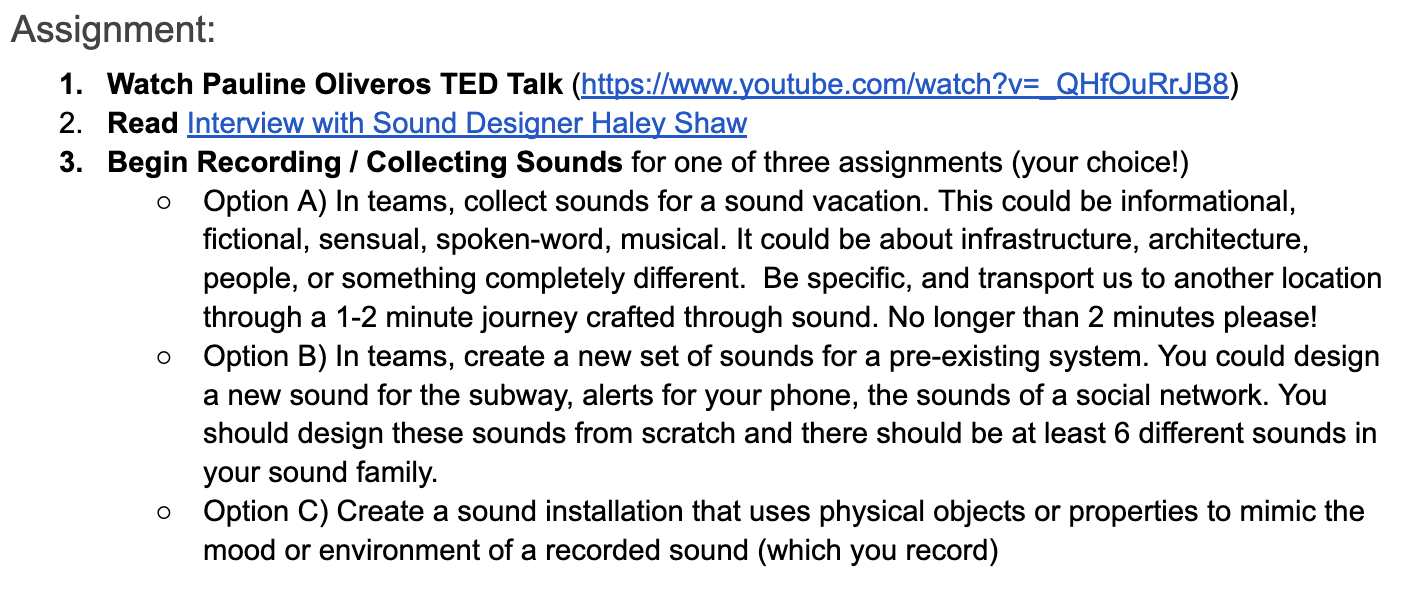 Assignment:
1. Watch Pauline Oliveros TED Talk (https://www.youtube.com/watch?v=_QHfOuRrJB8)
2. Read Interview with Sound Designer Haley Shaw
3. Begin Recording / Collecting Sounds for one of three assignments (your choice!)
○ Option A) In teams, collect sounds for a sound vacation. This could be informational,
fictional, sensual, spoken-word, musical. It could be about infrastructure, architecture,
people, or something completely different.  Be specific, and transport us to another location
through a 1-2 minute journey crafted through sound. No longer than 2 minutes please!
○ Option B) In teams, create a new set of sounds for a pre-existing system. You could design
a new sound for the subway, alerts for your phone, the sounds of a social network. You
should design these sounds from scratch and there should be at least 6 different sounds in
your sound family.
○ Option C) Create a sound installation that uses physical objects or properties to mimic the
mood or environment of a recorded sound (which you record)